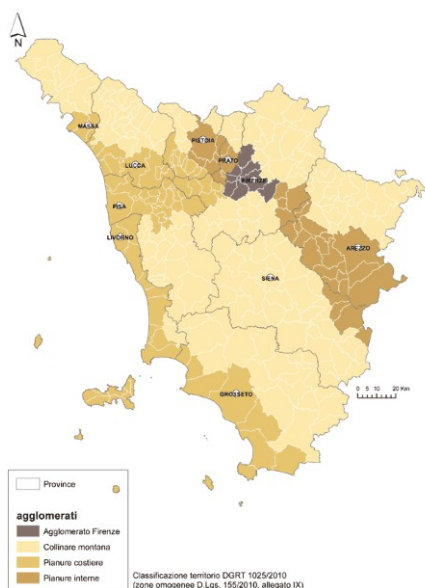 N
MASSA
PISTOIA
LUCCA
PRATO
FIRENZE
PISA
LIVORNO
AREZZO
SIENA
GROSSETO
0 5 10 20 Km
Province
agglomerati
Agglomerato Firenze
Collinare montana
Pianure costiere
Pianure interne
Classificazione territorio DGRT 1025/2010
(zone omogenee D.Lgs. 155/2010, allegato IX)